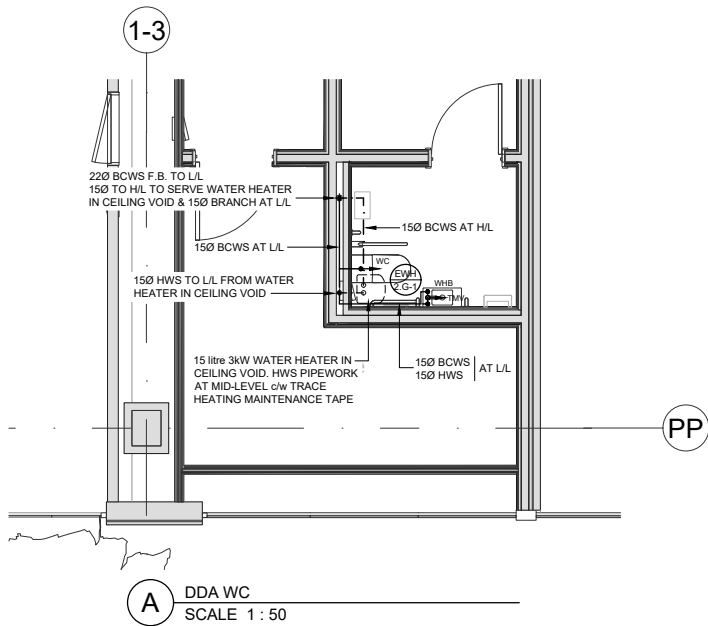 1-3
22Ø BCWS F.B. TO L/L
15Ø TO H/L TO SERVE WATER HEATER
IN CEILING VOID & 15Ø BRANCH AT L/L
15Ø BCWS AT H/L
15Ø BCWS AT L/L
WC
15Ø HWS TO L/L FROM WATER
HEATER IN CEILING VOID
EWH
2.G-1
WHB
TMV
15 litre 3kW WATER HEATER IN
CEILING VOID. HWS PIPEWORK
AT MID-LEVEL c/w TRACE
HEATING MAINTENANCE TAPE
15Ø BCWS
15Ø HWS
AT L/L
PP
A
DDA WC
SCALE 1 : 50